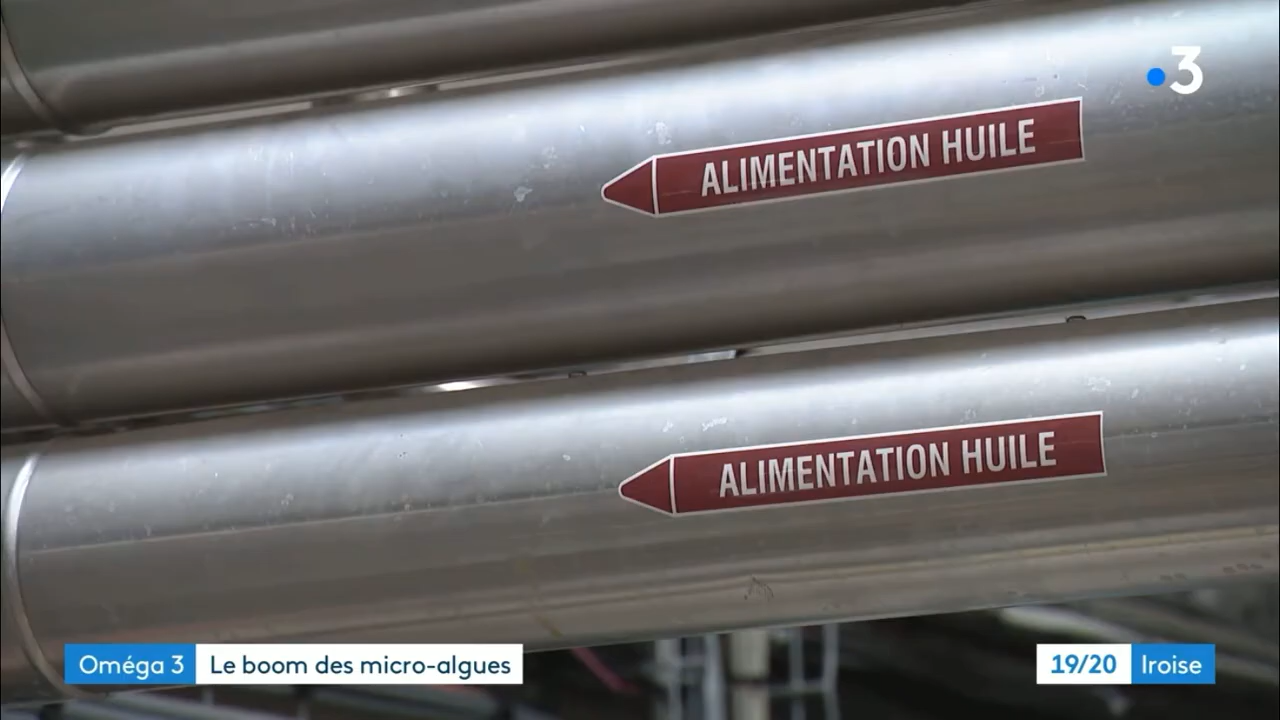 3
ALIMENTATION HUILE
ALIMENTATION HUILE
Oméga 3 Le boom des micro-algues
19/20 Iroise